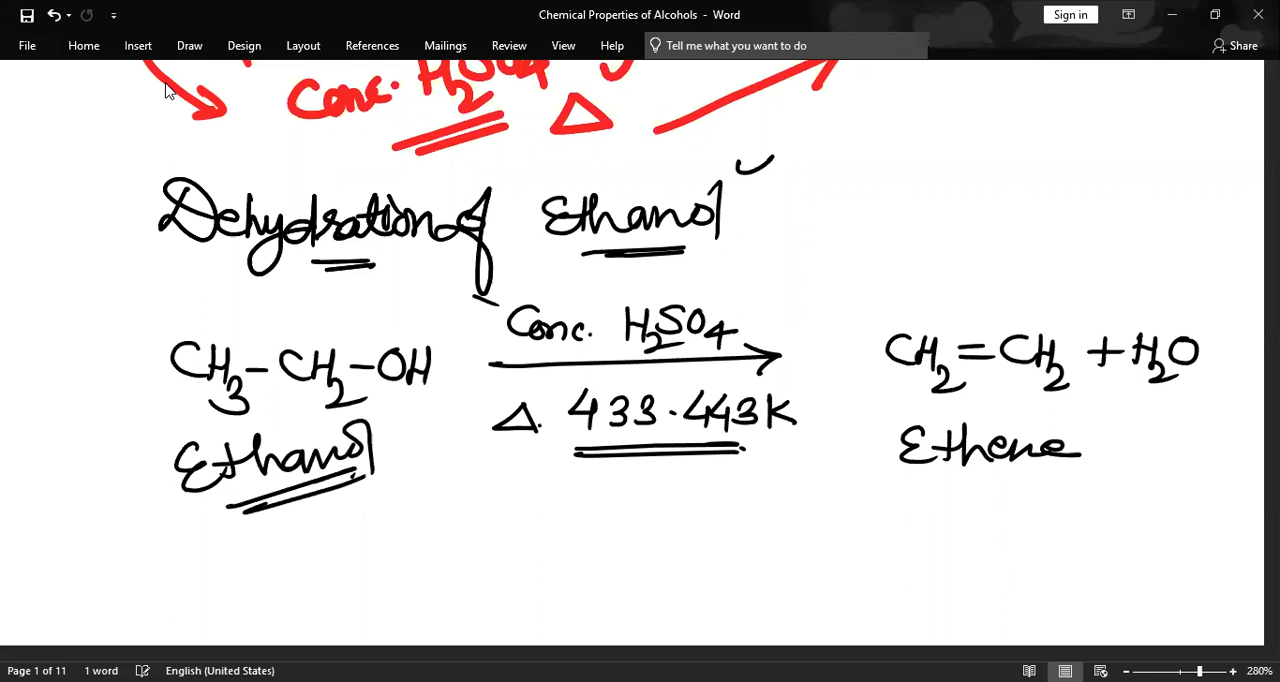 Chemical Properties of Alcohols - Word
Sign in
File Home Insert Draw Design Layout References Mailings Review View Help Tell me what you want to do Share
Conc. H2SO4
Δ
Dehydration of Ethanol
Conc. H2SO4
CH3-CH2-OH CH2=CH2+H2O
Δ. 433.443K
Ethanol Ethene
Page 1 of 11 1 word English (United States) 280%